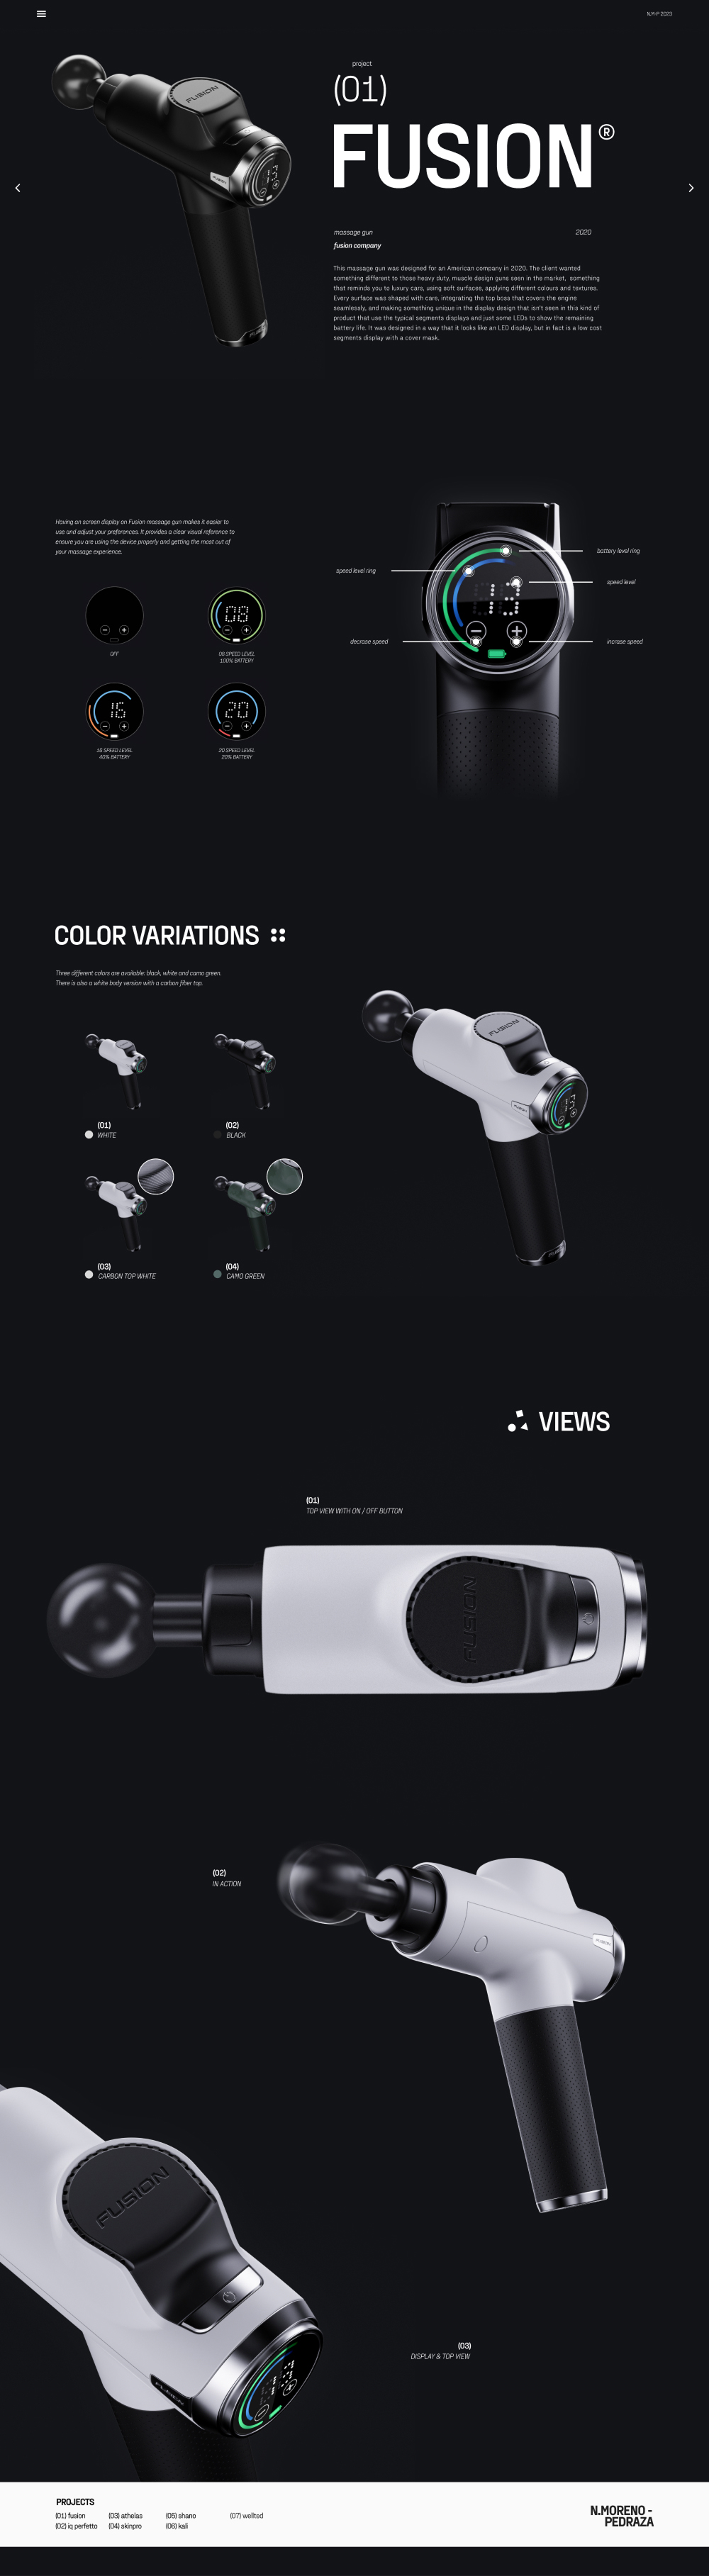 N.M-P 2023
project
(01)
FUSION®
massage gun 2020
fusion company
This massage gun was designed for an American company in 2020. The client wanted
something different to those heavy duty, muscle design guns seen in the market, something
that reminds you to luxury cars, using soft surfaces, applying different colours and textures.
Every surface was shaped with care, integrating the top boss that covers the engine
seamlessly, and making something unique in the display design that isn't seen in this kind of
product that use the typical segments displays and just some LEDs to show the remaining
battery life. It was designed in a way that it looks like an LED display, but in fact is a low cost
segments display with a cover mask.
FUSION
Having an screen display on Fusion massage gun makes it easier to
use and adjust your preferences. It provides a clear visual reference to
ensure you are using the device properly and getting the most out of
your massage experience.
OFF
08
08 SPEED LEVEL
100% BATTERY
16
16 SPEED LEVEL
40% BATTERY
20
20 SPEED LEVEL
20% BATTERY
battery level ring
speed level ring
speed level
13
decrase speed
incrase speed
COLOR VARIATIONS
Three different colors are available: black, white and camo green.
There is also a white body version with a carbon fiber top.
(01)
WHITE
(02)
BLACK
(03)
CARBON TOP WHITE
(04)
CAMO GREEN
FUSION
VIEWS
(01)
TOP VIEW WITH ON / OFF BUTTON
FUSION
(02)
IN ACTION
FUSION
FUSION
FUSION
(03)
DISPLAY & TOP VIEW
PROJECTS
(01) fusion (03) athelas (05) shano (07) wellted
(02) iq perfetto (04) skinpro (06) kali
N.MORENO -
PEDRAZA